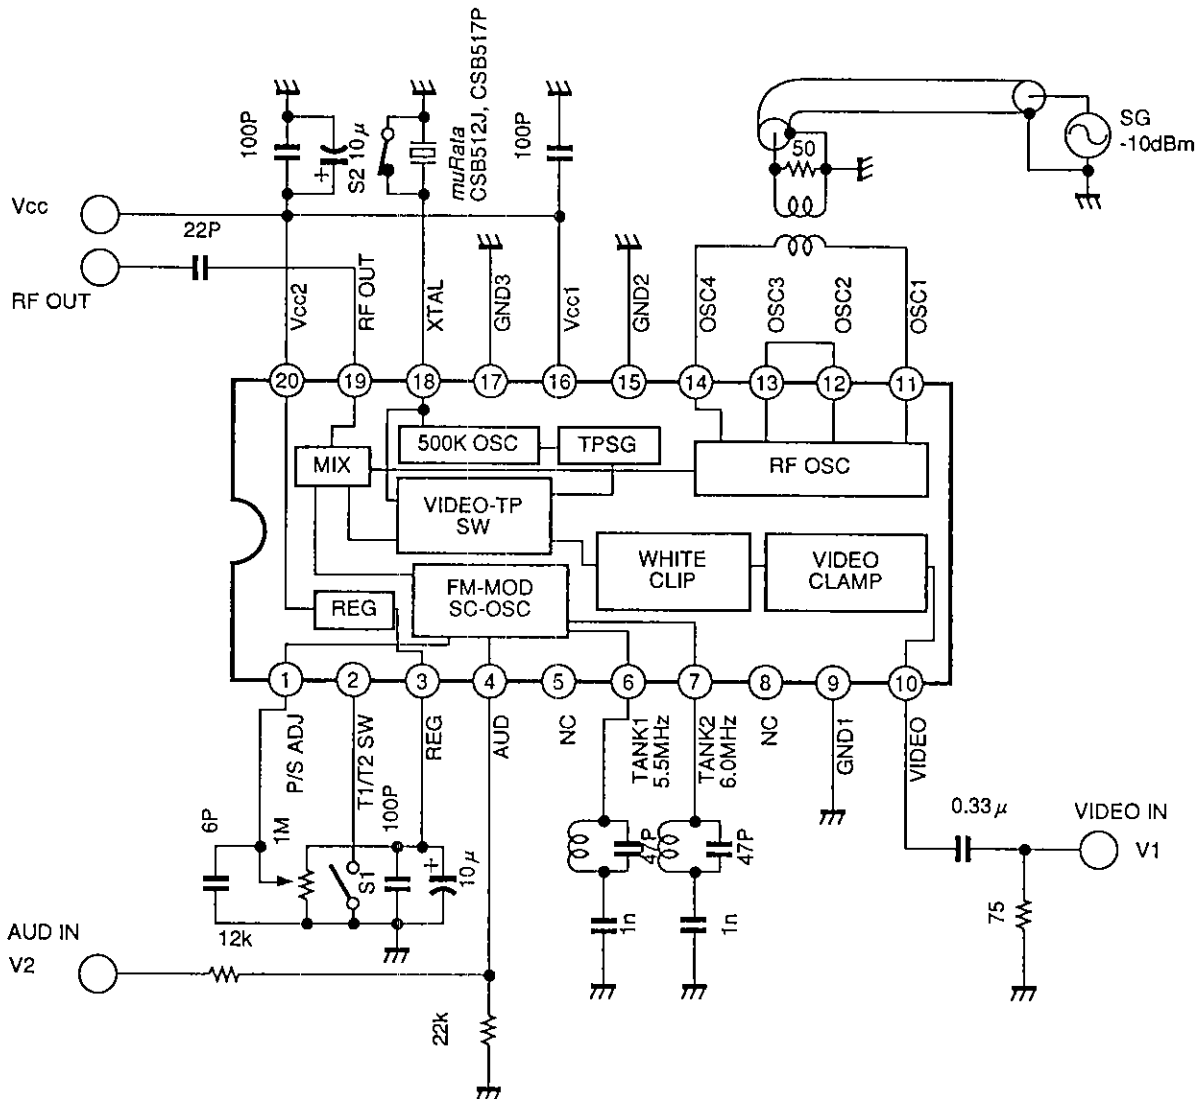 100P
10μ
S2
muRata
CSB512J, CSB517P
100P
SG
-10dBm
50
Vcc
22P
RF OUT
Vcc2
RF OUT
XTAL
GND3
Vcc1
GND2
OSC4
OSC3
OSC2
OSC1
20
19
18
17
16
15
14
13
12
11
500K OSC
TPSG
MIX
RF OSC
VIDEO-TP
SW
WHITE
CLIP
VIDEO
CLAMP
FM-MOD
SC-OSC
REG
1
2
3
4
5
6
7
8
9
10
P/S ADJ
T1/T2 SW
REG
AUD
NC
TANK1
5.5MHz
TANK2
6.0MHz
NC
GND1
VIDEO
6P
1M
S1
100P
10μ
47P
47P
1n
1n
0.33μ
VIDEO IN
V1
75
12k
AUD IN
V2
22k